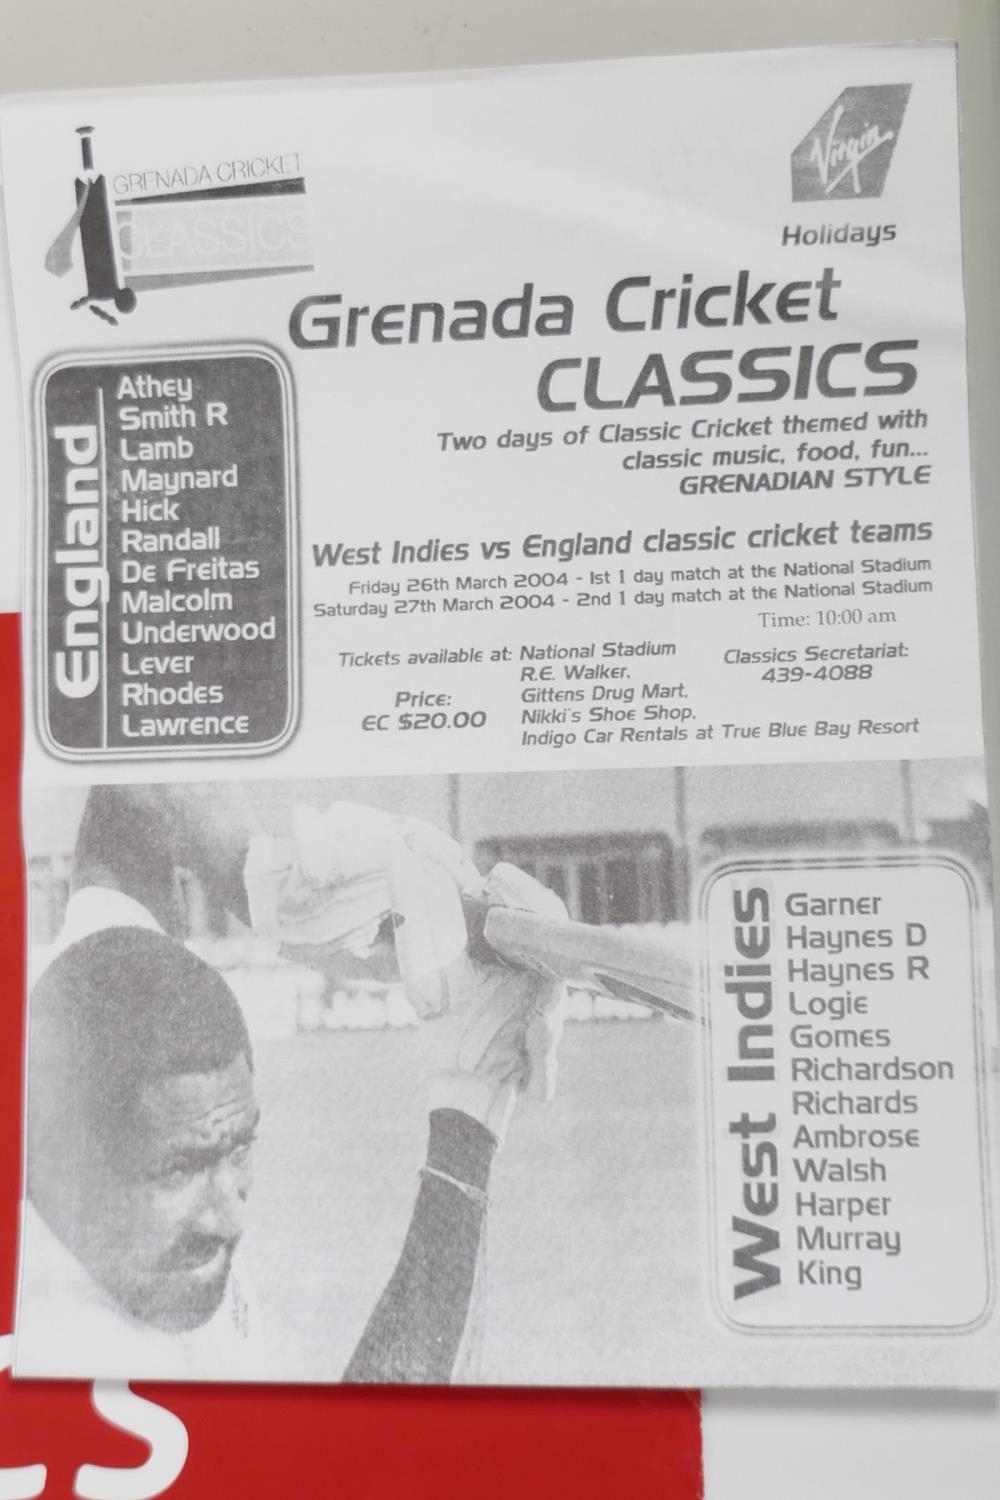 GRENADA CRICKET
CLASSICS
Virgin
Holidays
Grenada Cricket
CLASSICS
Two days of Classic Cricket themed with
classic music, food, fun...
GRENADIAN STYLE
England
Athey
Smith R
Lamb
Maynard
Hick
Randall
De Freitas
Malcolm
Underwood
Lever
Rhodes
Lawrence
West Indies vs England classic cricket teams
Friday 26th March 2004 - 1st 1 day match at the National Stadium
Saturday 27th March 2004 - 2nd 1 day match at the National Stadium
Time: 10:00 am
Tickets available at: National Stadium
R.E. Walker,
Gittens Drug Mart,
Nikki's Shoe Shop,
Indigo Car Rentals at True Blue Bay Resort
Price:
EC $20.00
Classics Secretariat:
439-4088
West Indies
Garner
Haynes D
Haynes R
Logie
Gomes
Richardson
Richards
Ambrose
Walsh
Harper
Murray
King